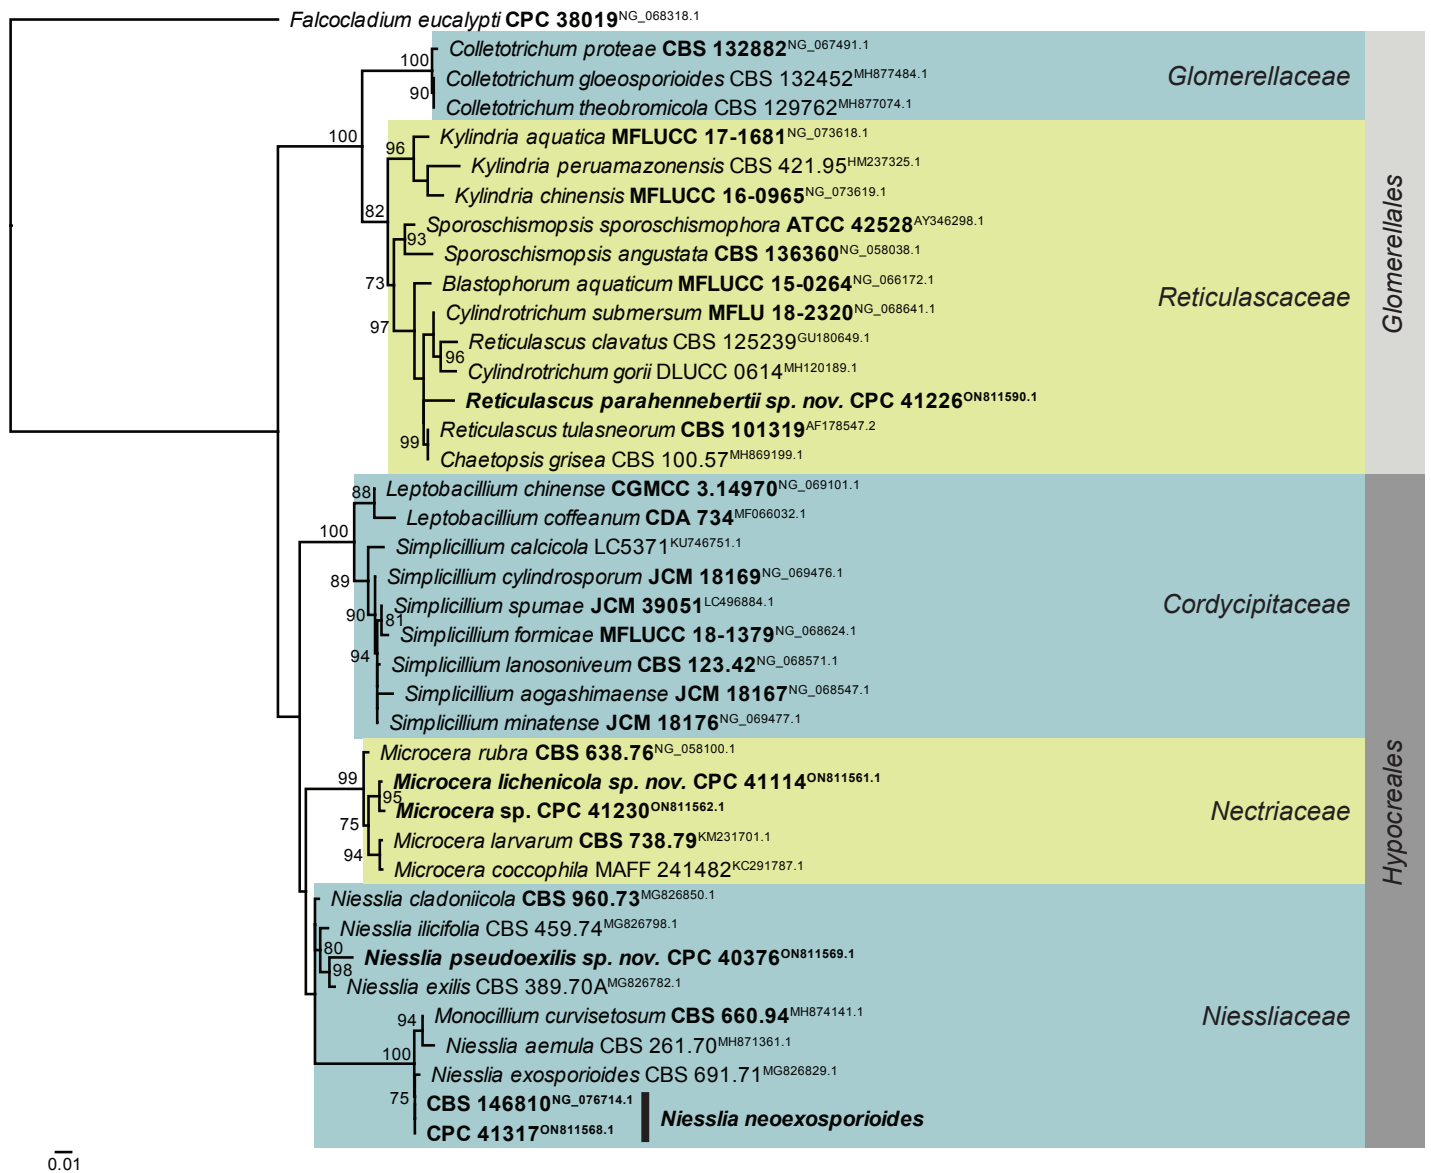 Falcocladium eucalypti CPC 38019NG_068318.1
Colletotrichum proteae CBS 132882NG_067491.1
100
Glomerellaceae
Colletotrichum gloeosporioides CBS 132452MH877484.1
90
Colletotrichum theobromicola CBS 129762MH877074.1
100
Kylindria aquatica MFLUCC 17-1681NG_073618.1
96
Kylindria peruamazonensis CBS 421.95HM237325.1
Kylindria chinensis MFLUCC 16-0965NG_073619.1
82
Sporoschismopsis sporoschismophora ATCC 42528AY346298.1
93
Sporoschismopsis angustata CBS 136360NG_058038.1
Glomerellales
73
Blastophorum aquaticum MFLUCC 15-0264NG_066172.1
Reticulascaceae
Cylindrotrichum submersum MFLU 18-2320NG_068641.1
97
Reticulascus clavatus CBS 125239GU180649.1
96
Cylindrotrichum gorii DLUCC 0614MH120189.1
Reticulascus parahennebertii sp. nov. CPC 41226ON811590.1
Reticulascus tulasneorum CBS 101319AF178547.2
99
Chaetopsis grisea CBS 100.57MH869199.1
88
Leptobacillium chinense CGMCC 3.14970NG_069101.1
Leptobacillium coffeanum CDA 734MF066032.1
100
Simplicillium calcicola LC5371KU746751.1
89
Simplicillium cylindrosporum JCM 18169NG_069476.1
Simplicillium spumae JCM 39051LC496884.1
Cordycipitaceae
90
81
Simplicillium formicae MFLUCC 18-1379NG_068624.1
94
Simplicillium lanosoniveum CBS 123.42NG_068571.1
Simplicillium aogashimaense JCM 18167NG_068547.1
Simplicillium minatense JCM 18176NG_069477.1
Microcera rubra CBS 638.76NG_058100.1
99
Microcera lichenicola sp. nov. CPC 41114ON811561.1
95
Microcera sp. CPC 41230ON811562.1
Nectriaceae
Hypocreales
75
Microcera larvarum CBS 738.79KM231701.1
94
Microcera coccophila MAFF 241482KC291787.1
Niesslia cladoniicola CBS 960.73MG826850.1
Niesslia ilicifolia CBS 459.74MG826798.1
80
Niesslia pseudoexilis sp. nov. CPC 40376ON811569.1
98
Niesslia exilis CBS 389.70AMG826782.1
94
Monocillium curvisetosum CBS 660.94MH874141.1
Niessliaceae
Niesslia aemula CBS 261.70MH871361.1
100
Niesslia exosporioides CBS 691.71MG826829.1
75
CBS 146810NG_076714.1
Niesslia neoexosporioides
CPC 41317ON811568.1
0.01